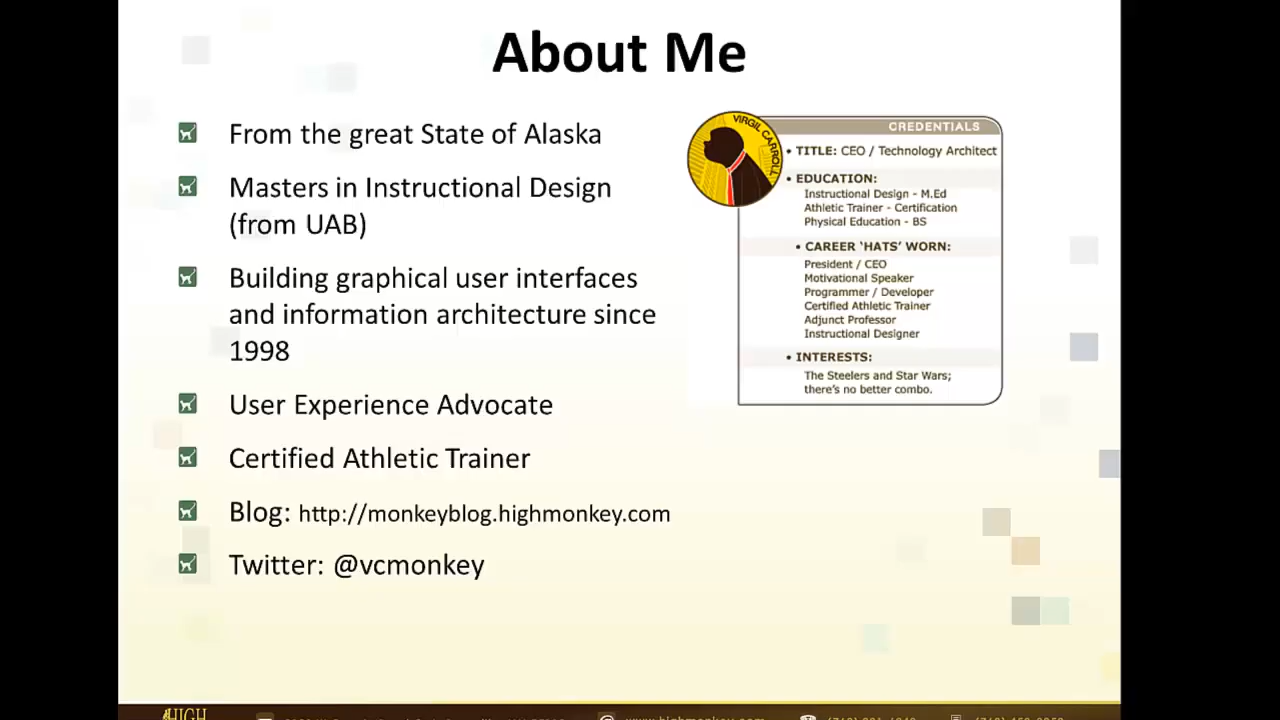 About Me
From the great State of Alaska
Masters in Instructional Design
(from UAB)
Building graphical user interfaces
and information architecture since
1998
User Experience Advocate
Certified Athletic Trainer
Blog: http://monkeyblog.highmonkey.com
Twitter: @vcmonkey
VIRGIL CARROLL
CREDENTIALS
• TITLE: CEO / Technology Architect
• EDUCATION:
Instructional Design - M.Ed
Athletic Trainer - Certification
Physical Education - BS
• CAREER ‘HATS’ WORN:
President / CEO
Motivational Speaker
Programmer / Developer
Certified Athletic Trainer
Adjunct Professor
Instructional Designer
• INTERESTS:
The Steelers and Star Wars;
there's no better combo.
HIGH
www.highmonkey.com